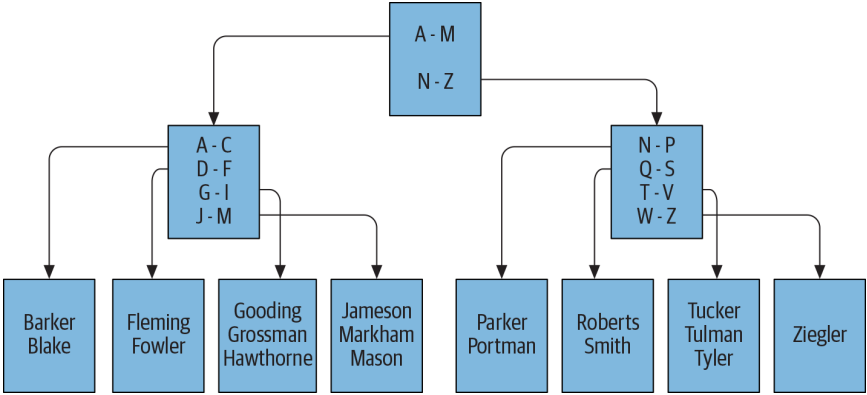 A - M
N - Z
A - C
D - F
G - I
J - M
N - P
Q - S
T - V
W - Z
Barker
Blake
Fleming
Fowler
Gooding
Grossman
Hawthorne
Jameson
Markham
Mason
Parker
Portman
Roberts
Smith
Tucker
Tulman
Tyler
Ziegler